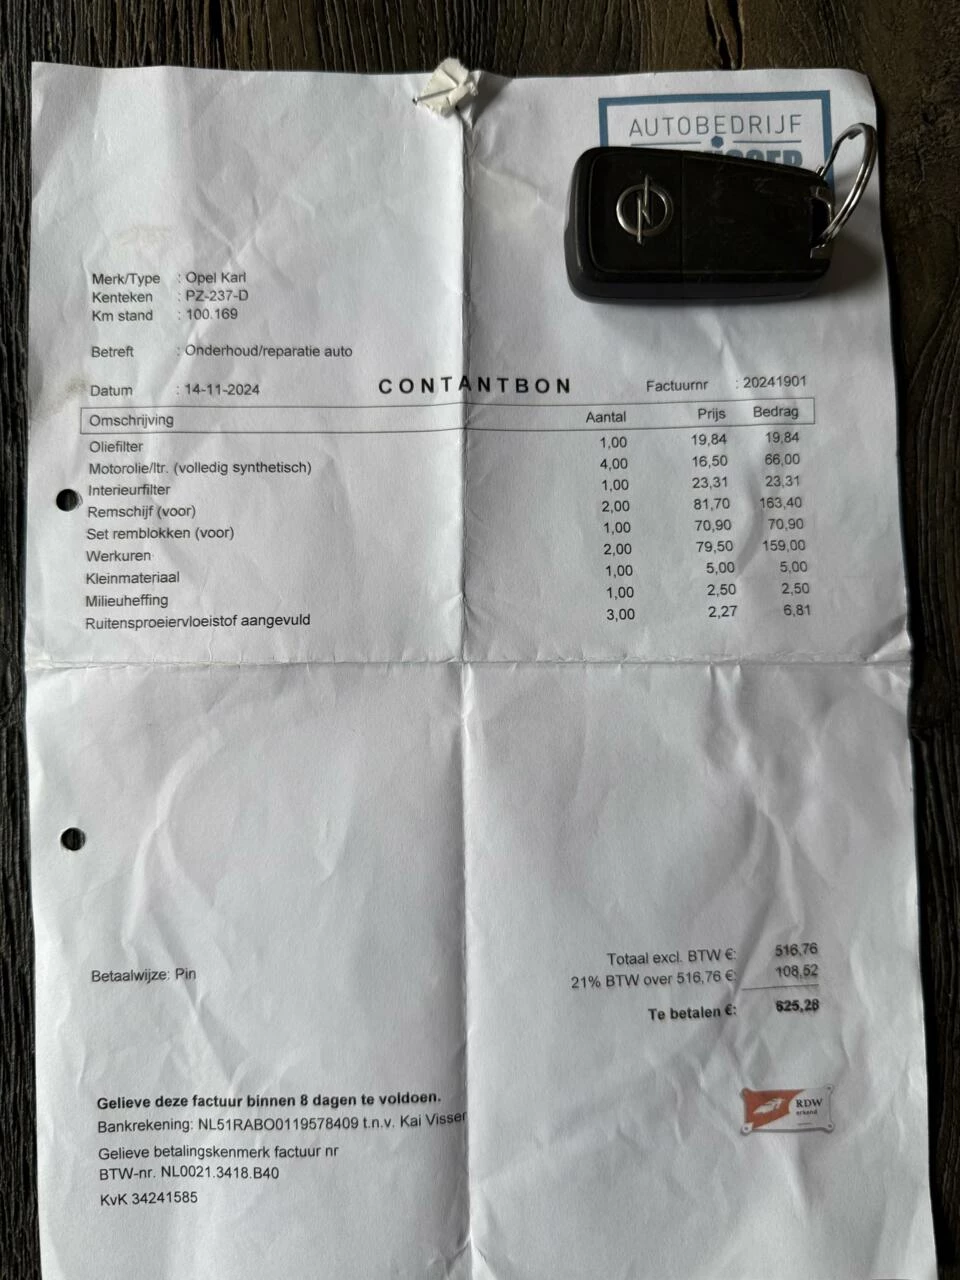 AUTOBEDRIJF
Merk/Type : Opel Karl
Kenteken : PZ-237-D
Km stand : 100.169
Betreft : Onderhoud/reparatie auto
Datum : 14-11-2024 CONTANTBON Factuurnr : 20241901
Omschrijving Aantal Prijs Bedrag
Oliefilter 1,00 19,84 19,84
Motorolie/ltr. (volledig synthetisch) 4,00 16,50 66,00
Interieurfilter 1,00 23,31 23,31
Remschijf (voor) 2,00 81,70 163,40
Set remblokken (voor) 1,00 70,90 70,90
Werkuren 2,00 79,50 159,00
Kleinmateriaal 1,00 5,00 5,00
Milieuheffing 1,00 2,50 2,50
Ruitensproeiervloeistof aangevuld 3,00 2,27 6,81
Totaal excl. BTW €: 516,76
Betaalwijze: Pin 21% BTW over 516,76 €: 108,52
Te betalen €: 625,28
Gelieve deze factuur binnen 8 dagen te voldoen.
Bankrekening: NL51RABO0119578409 t.n.v. Kai Visser
Gelieve betalingskenmerk factuur nr
BTW-nr. NL0021.3418.B40
KvK 34241585
RDW
erkend